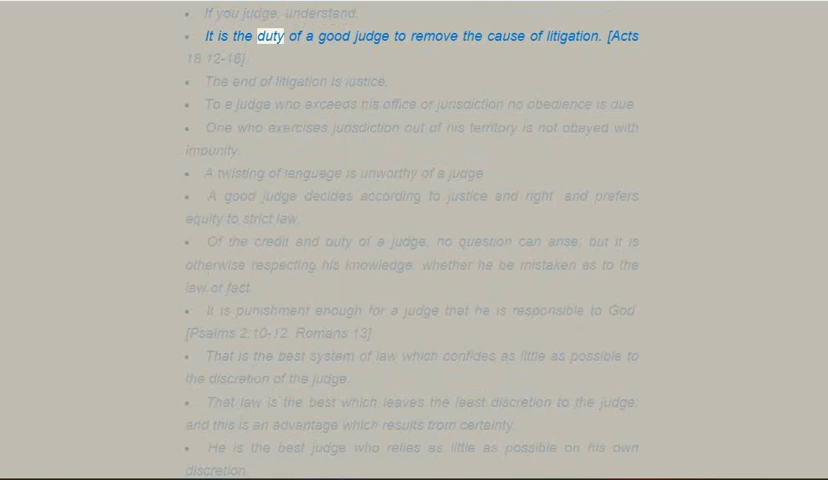 • If you judge, understand.
• It is the duty of a good judge to remove the cause of litigation. [Acts
18:12-16]
• The end of litigation is justice.
• To a judge who exceeds his office or jurisdiction no obedience is due.
• One who exercises jurisdiction out of his territory is not obeyed with
impunity.
• A twisting of language is unworthy of a judge.
• A good judge decides according to justice and right and prefers
equity to strict law.
• Of the credit and duty of a judge, no question can arise; but it is
otherwise respecting his knowledge, whether he be mistaken as to the
law or fact.
• It is punishment enough for a judge that he is responsible to God.
[Psalms 2:10-12, Romans 13]
• That is the best system of law which confides as little as possible to
the discretion of the judge.
• That law is the best which leaves the least discretion to the judge;
and this is an advantage which results from certainty.
• He is the best judge who relies as little as possible on his own
discretion.